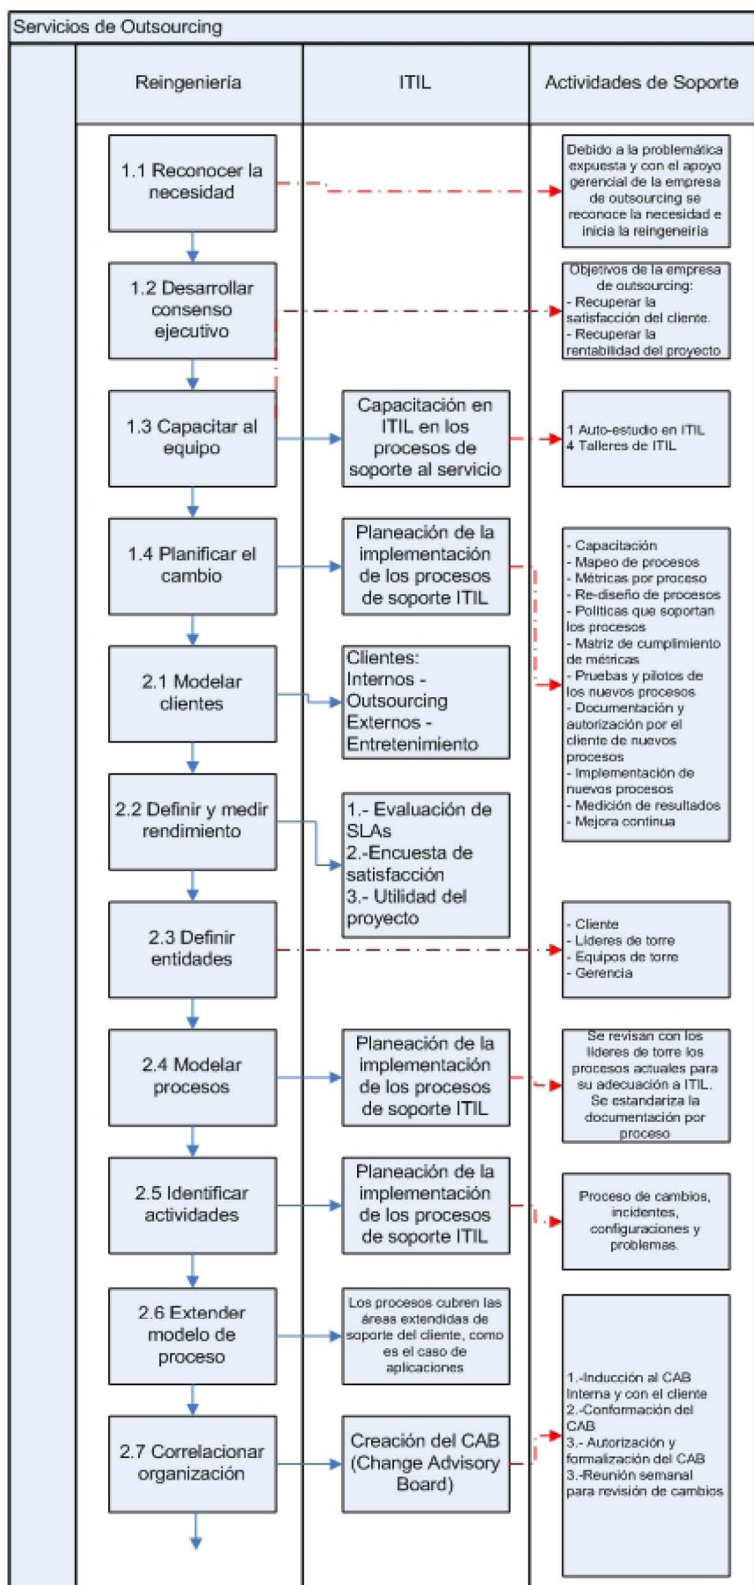 Servicios de Outsourcing
Reingeniería
ITIL
Actividades de Soporte
1.1 Reconocer la
necesidad
Debido a la problemática
expuesta y con el apoyo
gerencial de la empresa
de outsourcing se
reconoce la necesidad e
inicia la reingeneiría
1.2 Desarrollar
consenso
ejecutivo
Objetivos de la empresa
de outsourcing:
- Recuperar la
satisfacción del cliente.
- Recuperar la
rentabilidad del proyecto
1.3 Capacitar al
equipo
Capacitación en
ITIL en los
procesos de
soporte al servicio
1 Auto-estudio en ITIL
4 Talleres de ITIL
1.4 Planificar el
cambio
Planeación de la
implementación
de los procesos
de soporte ITIL
- Capacitación
- Mapeo de procesos
- Métricas por proceso
- Re-diseño de procesos
- Políticas que soportan
los procesos
- Matriz de cumplimiento
de métricas
- Pruebas y pilotos de
los nuevos procesos
- Documentación y
autorización por el
cliente de nuevos
procesos
- Implementación de
nuevos procesos
- Medición de resultados
- Mejora continua
2.1 Modelar
clientes
Clientes:
Internos -
Outsourcing
Externos -
Entretenimiento
2.2 Definir y medir
rendimiento
1.- Evaluación de
SLAs
2.-Encuesta de
satisfacción
3.- Utilidad del
proyecto
2.3 Definir
entidades
- Cliente
- Líderes de torre
- Equipos de torre
- Gerencia
2.4 Modelar
procesos
Planeación de la
implementación
de los procesos
de soporte ITIL
Se revisan con los
líderes de torre los
procesos actuales para
su adecuación a ITIL.
Se estandariza la
documentación por
proceso
2.5 Identificar
actividades
Planeación de la
implementación
de los procesos
de soporte ITIL
Proceso de cambios,
incidentes,
configuraciones y
problemas.
2.6 Extender
modelo de
proceso
Los procesos cubren las
áreas extendidas de
soporte del cliente, como
es el caso de
aplicaciones
2.7 Correlacionar
organización
Creación del CAB
(Change Advisory
Board)
1.-Inducción al CAB
Interna y con el cliente
2.-Conformación del
CAB
3.- Autorización y
formalización del CAB
3.-Reunión semanal
para revisión de cambios